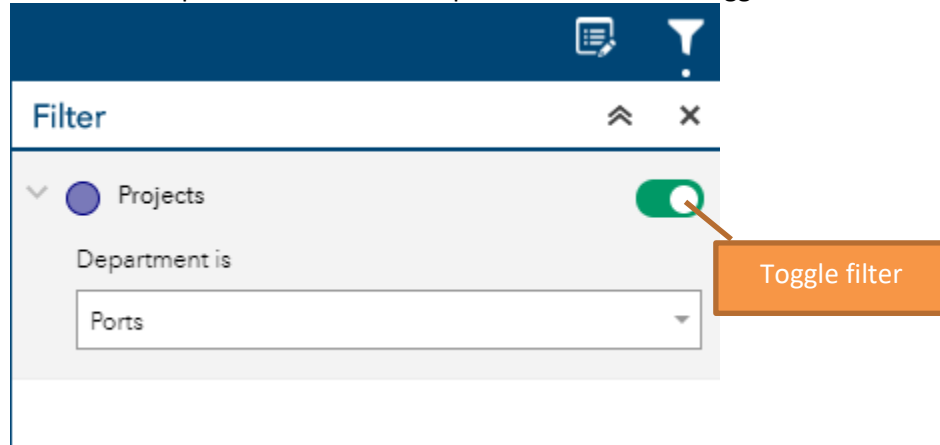 Filter
Projects
Department is
Toggle filter
Ports